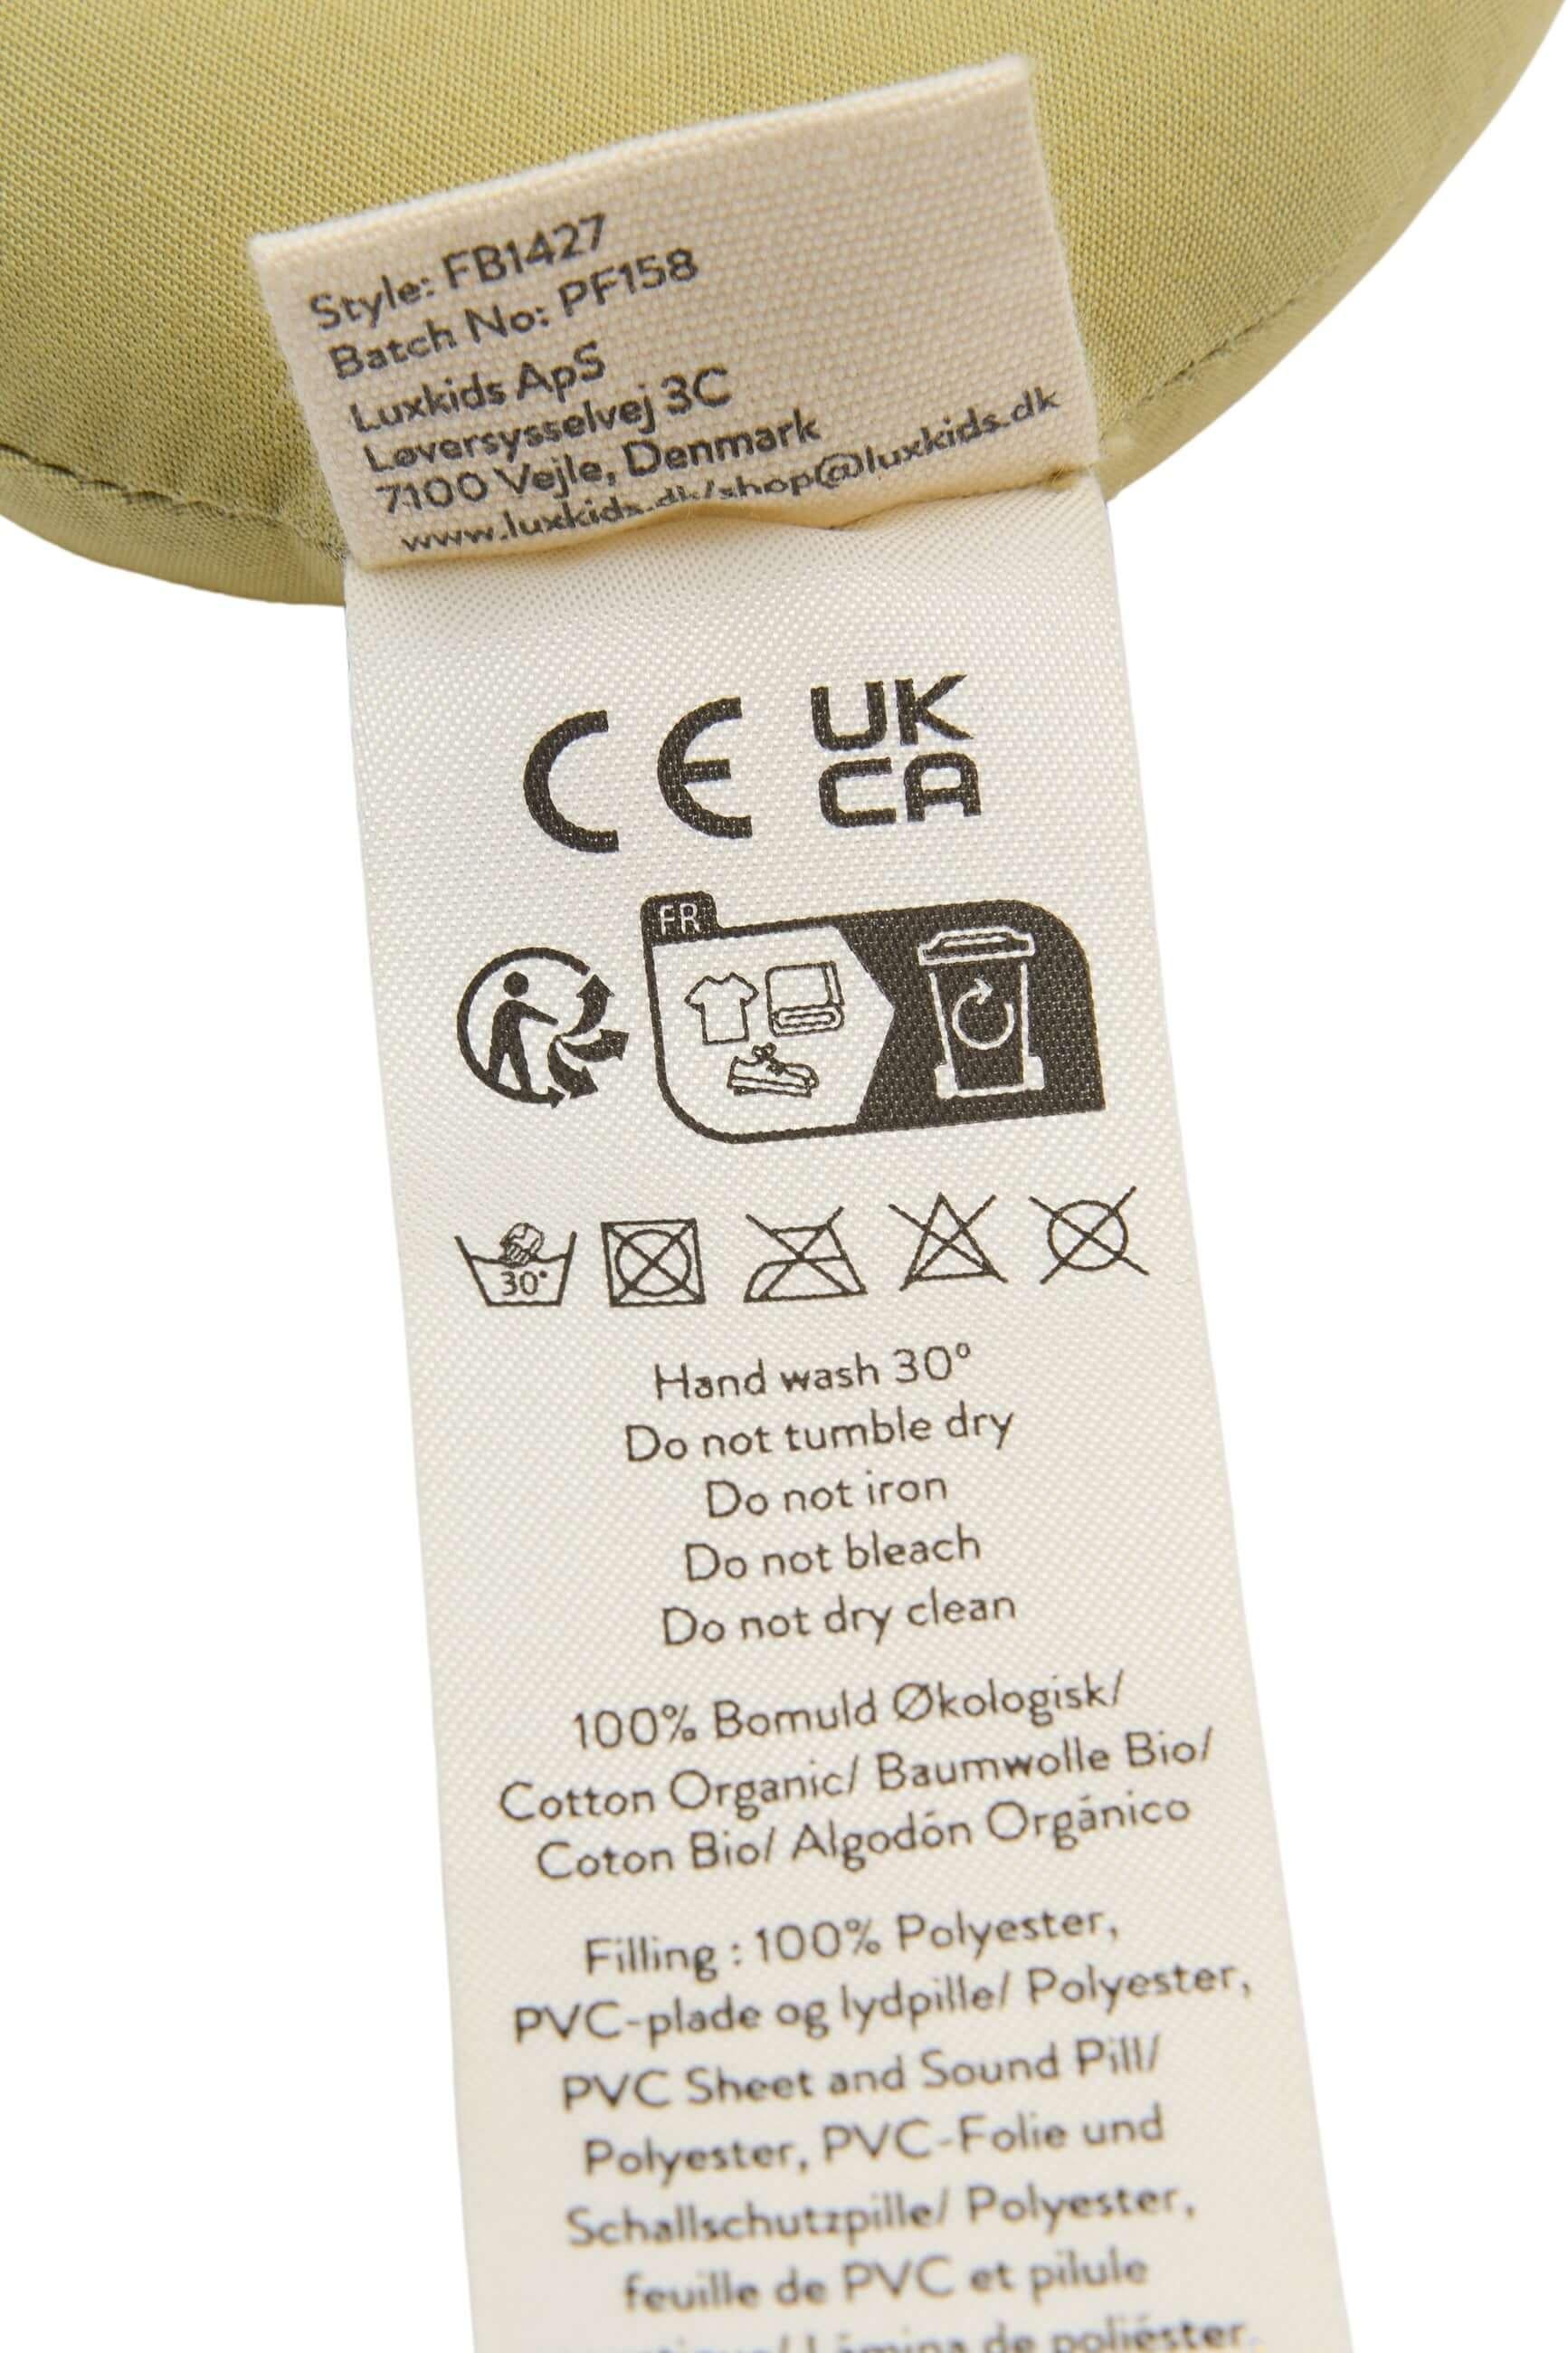 Style: FB1427
Batch No: PF158
Luxkids ApS
Løversysselvej 3C
7100 Vejle, Denmark
www.luxkids.dk/shop@luxkids.dk
CE UK
CA
FR
30°
Hand wash 30°
Do not tumble dry
Do not iron
Do not bleach
Do not dry clean
100% Bomuld Økologisk/
Cotton Organic/ Baumwolle Bio/
Coton Bio/ Algodón Orgánico
Filling : 100% Polyester,
PVC-plade og lydpille/ Polyester,
PVC Sheet and Sound Pill/
Polyester, PVC-Folie und
Schallschutzpille/ Polyester,
feuille de PVC et pilule
Lámina de poliéster,